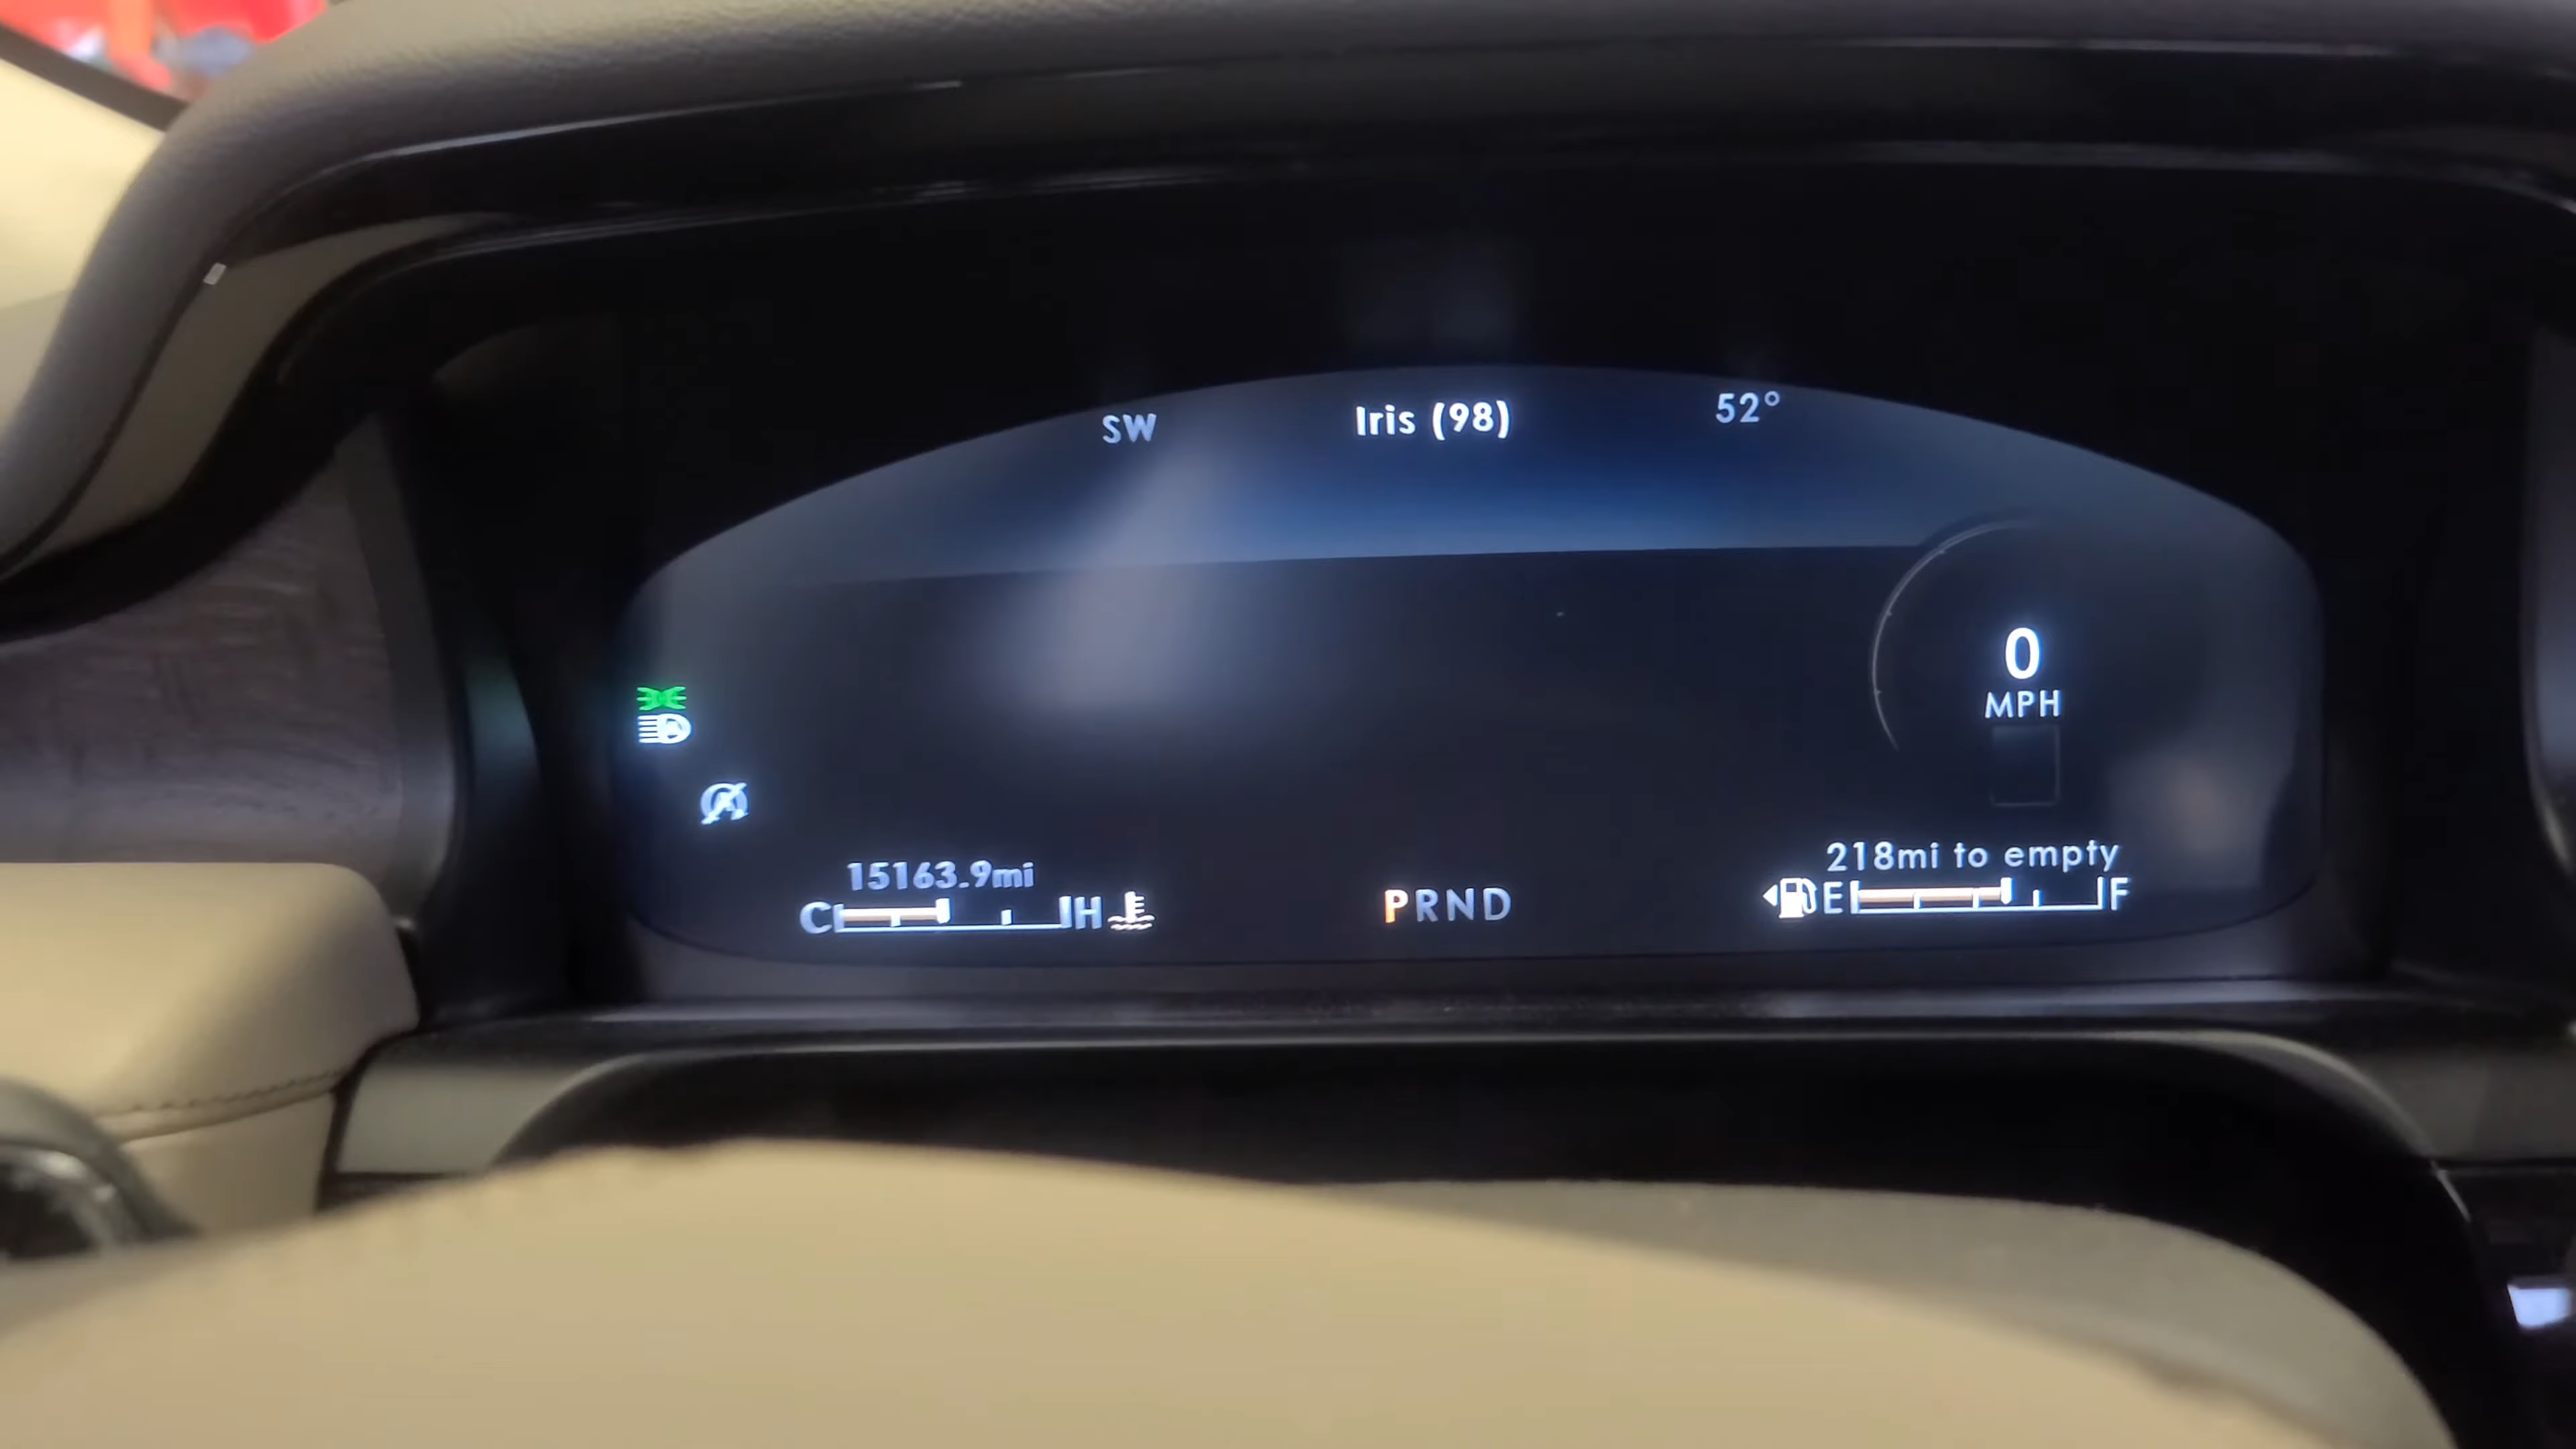 SW
Iris (98)
52°
0
MPH
15163.9mi
C H
PRND
218mi to empty
E F